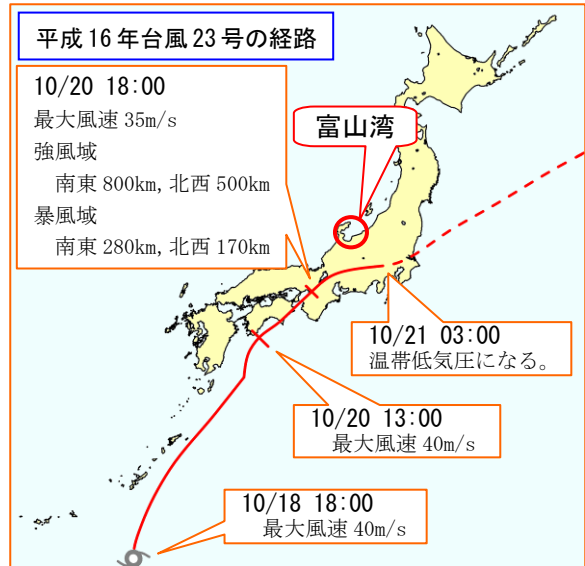 平成16年台風23号の経路
10/20 18:00
最大風速 35m/s
強風域
南東 800km, 北西 500km
暴風域
南東 280km, 北西 170km
富山湾
10/21 03:00
温帯低気圧になる。
10/20 13:00
最大風速 40m/s
10/18 18:00
最大風速 40m/s